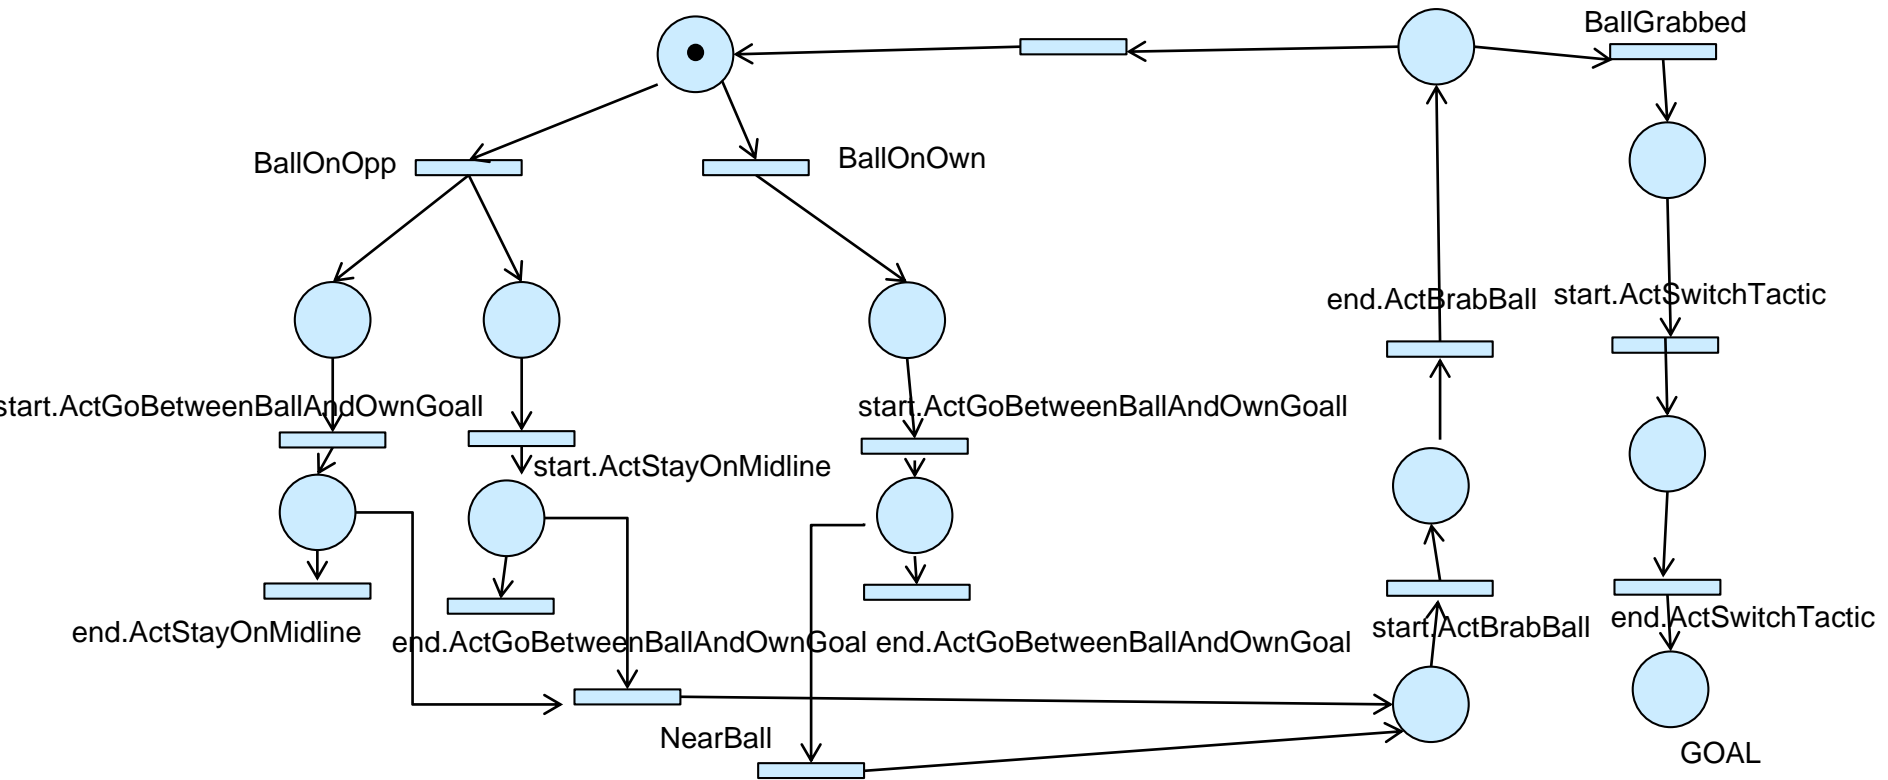 BallGrabbed
BallOnOpp
BallOnOwn
end.ActBrabBall
start.ActSwitchTactic
start.ActGoBetweenBallAndOwnGoall
start.ActGoBetweenBallAndOwnGoall
start.ActStayOnMidline
end.ActStayOnMidline
end.ActGoBetweenBallAndOwnGoal
end.ActGoBetweenBallAndOwnGoal
start.ActBrabBall
end.ActSwitchTactic
NearBall
GOAL